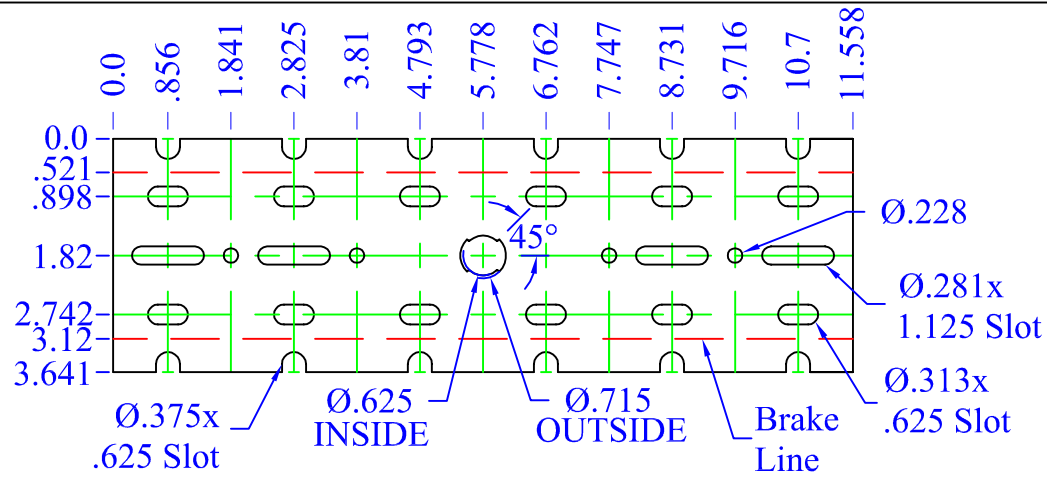 0.0
.856
1.841
2.825
3.81
4.793
5.778
6.762
7.747
8.731
9.716
10.7
11.558
0.0
.521
.898
1.82
2.742
3.12
3.641
45°
Ø.228
Ø.281x
1.125 Slot
Ø.313x
.625 Slot
Ø.375x
.625 Slot
Ø.625
INSIDE
Ø.715
OUTSIDE
Brake
Line